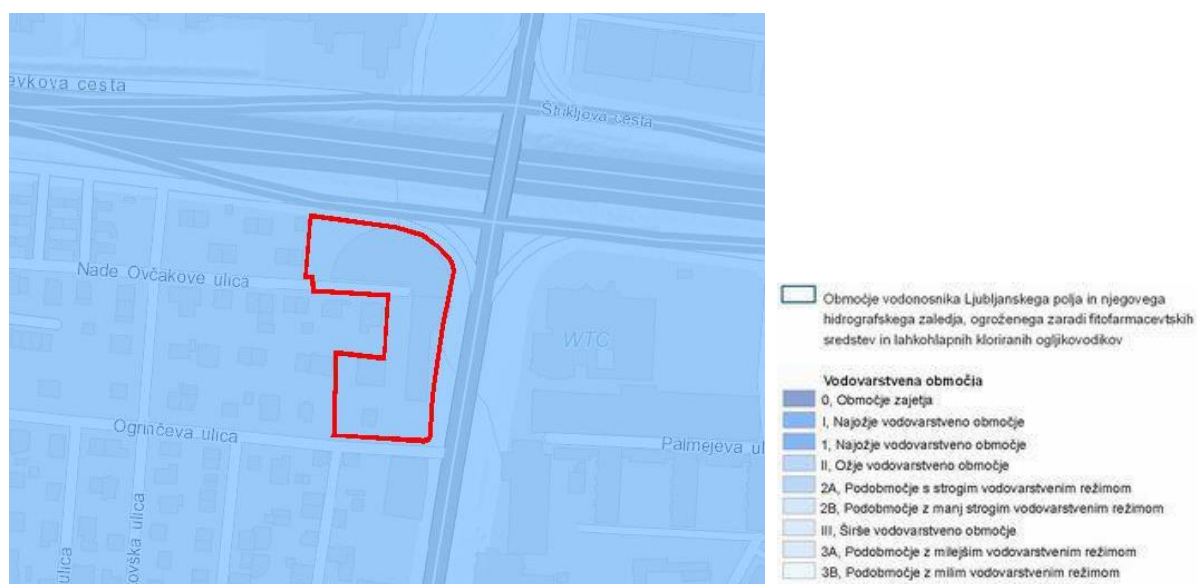 evkova cesta
Štrukljeva cesta
Nade Ovčakove ulica
WTC
Ogrinčeva ulica
Palmejeva ul
ovška ulica
ulica
Območje vodonosnika Ljubljanskega polja in njegovega
hidrografskega zaledja, ogroženega zaradi fitofarmacevtskih
sredstev in lahkohlapnih kloriranih ogljikovodikov
Vodovarstvena območja
0, Območje zajetja
I, Najožje vodovarstveno območje
1, Najožje vodovarstveno območje
II, Ožje vodovarstveno območje
2A, Podobmočje s strogim vodovarstvenim režimom
2B, Podobmočje z manj strogim vodovarstvenim režimom
III, Širše vodovarstveno območje
3A, Podobmočje z milejšim vodovarstvenim režimom
3B, Podobmočje z milim vodovarstvenim režimom